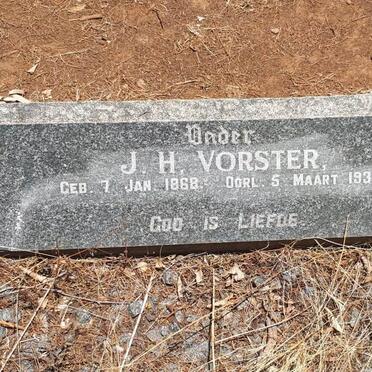 Vader
J. H. VORSTER.
GEB. 7. JAN. 1868. OORL. 5. MAART 193
GOD IS LIEFDE